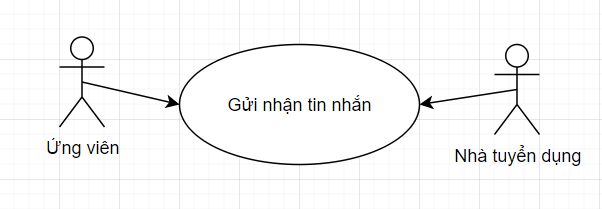 Gửi nhận tin nhắn
Ứng viên
Nhà tuyển dụng